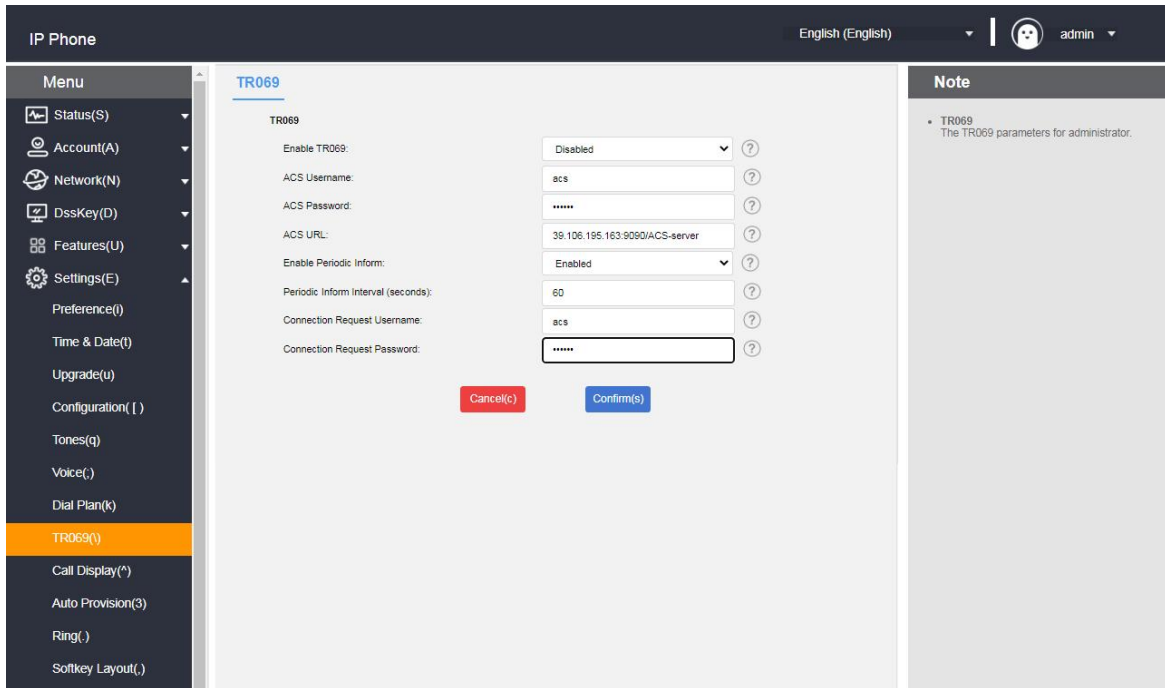 IP Phone
English (English)
admin
Menu
Status(S)
Account(A)
Network(N)
DssKey(D)
Features(U)
Settings(E)
Preference(i)
Time & Date(t)
Upgrade(u)
Configuration( [ )
Tones(q)
Voice(;)
Dial Plan(k)
TR069(\)
Call Display(^)
Auto Provision(3)
Ring(.)
Softkey Layout(,)
TR069
TR069
Enable TR069: Disabled ?
ACS Username: acs ?
ACS Password: •••••• ?
ACS URL: 39.106.195.163:9090/ACS-server ?
Enable Periodic Inform: Enabled ?
Periodic Inform Interval (seconds): 60 ?
Connection Request Username: acs ?
Connection Request Password: •••••• ?
Cancel(c) Confirm(s)
Note
• TR069
The TR069 parameters for administrator.